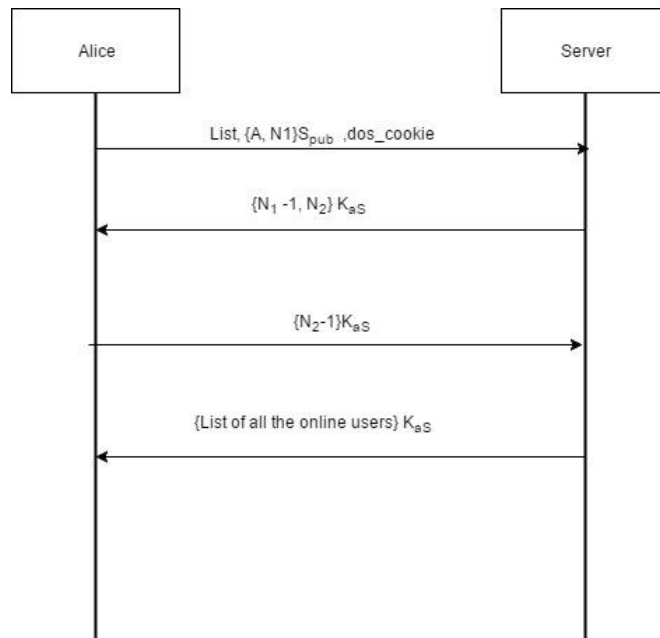 Alice
Server
List, {A, N1}Spub ,dos_cookie
{N1 -1, N2} KaS
{N2-1}KaS
{List of all the online users} KaS